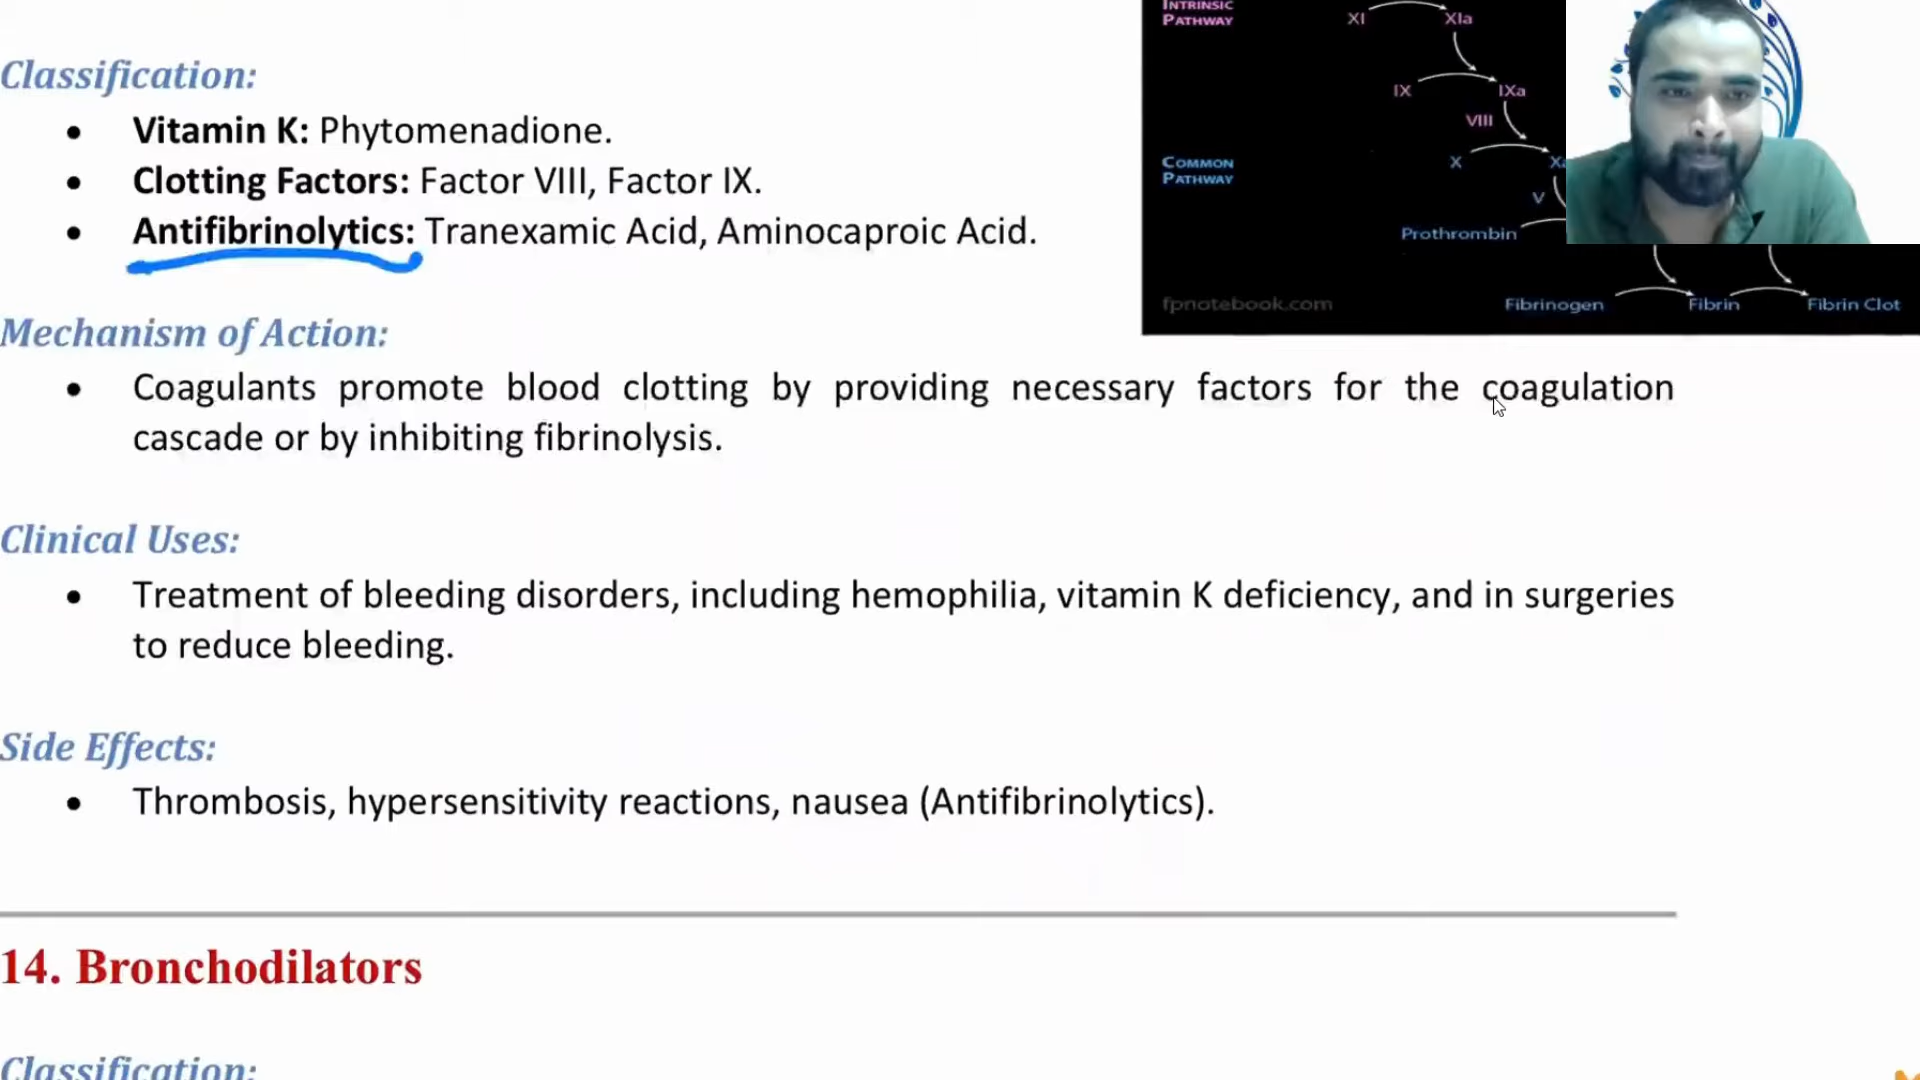 Classification:
• Vitamin K: Phytomenadione.
• Clotting Factors: Factor VIII, Factor IX.
• Antifibrinolytics: Tranexamic Acid, Aminocaproic Acid.
Mechanism of Action:
• Coagulants promote blood clotting by providing necessary factors for the coagulation
cascade or by inhibiting fibrinolysis.
Clinical Uses:
• Treatment of bleeding disorders, including hemophilia, vitamin K deficiency, and in surgeries
to reduce bleeding.
Side Effects:
• Thrombosis, hypersensitivity reactions, nausea (Antifibrinolytics).
14. Bronchodilators
Classification:
INTRINSIC
PATHWAY
XI XIa
IX IXa
VIII
COMMON
PATHWAY
X
V
Prothrombin
fpnotebook.com
Fibrinogen Fibrin Fibrin Clot